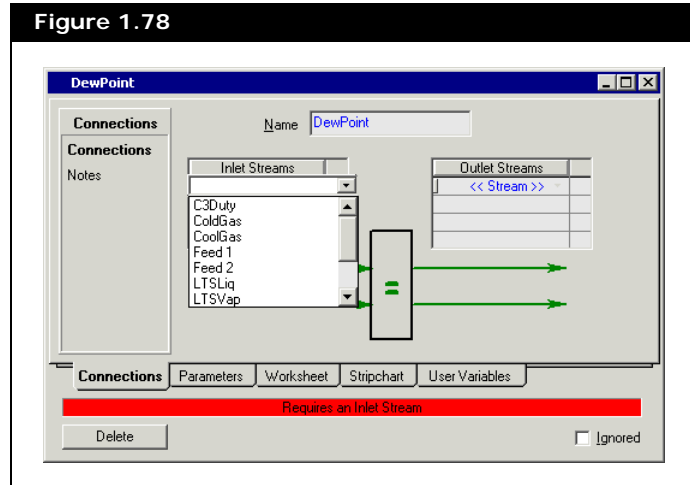 Figure 1.78
DewPoint
Connections
Connections
Notes
Name DewPoint
Inlet Streams
C3Duty
ColdGas
CoolGas
Feed 1
Feed 2
LTSLiq
LTSVap
Outlet Streams
<< Stream >>
=
Connections Parameters Worksheet Stripchart User Variables
Requires an Inlet Stream
Delete
Ignored